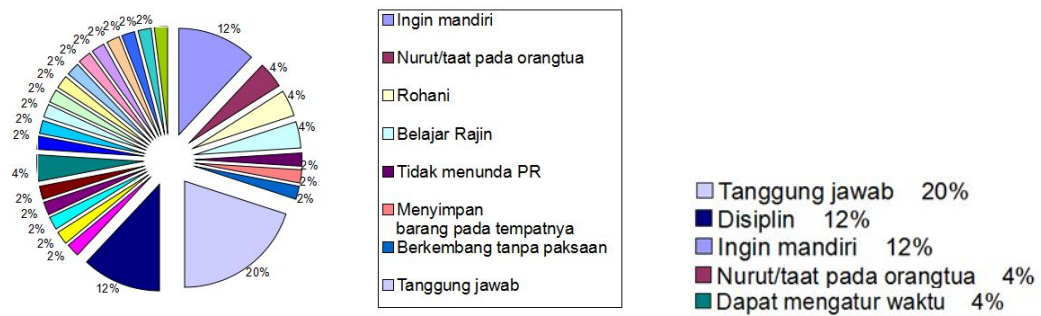 12%
4%
4%
4%
2%
2%
2%
20%
12%
2%
2%
2%
2%
2%
4%
2%
2%
2%
2%
2%
2%
2%
2%
2%
2%
2%
2%
Ingin mandiri
Nurut/taat pada orangtua
Rohani
Belajar Rajin
Tidak menunda PR
Menyimpan
barang pada tempatnya
Berkembang tanpa paksaan
Tanggung jawab
Tanggung jawab 20%
Disiplin 12%
Ingin mandiri 12%
Nurut/taat pada orangtua 4%
Dapat mengatur waktu 4%